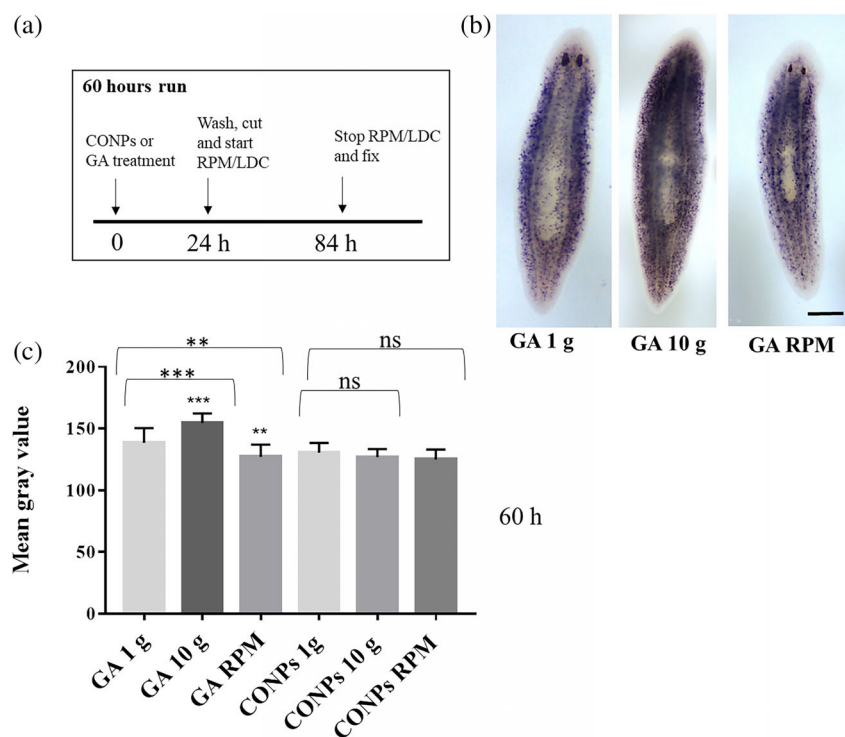 (a)
60 hours run
CONPs or
GA treatment
Wash, cut
and start
RPM/LDC
Stop RPM/LDC
and fix
0
24 h
84 h
(b)
GA 1 g
GA 10 g
GA RPM
(c)
Mean gray value
200
150
100
50
0
**
***
***
**
ns
ns
GA 1 g
GA 10 g
GA RPM
CONPs 1g
CONPs 10 g
CONPs RPM
60 h